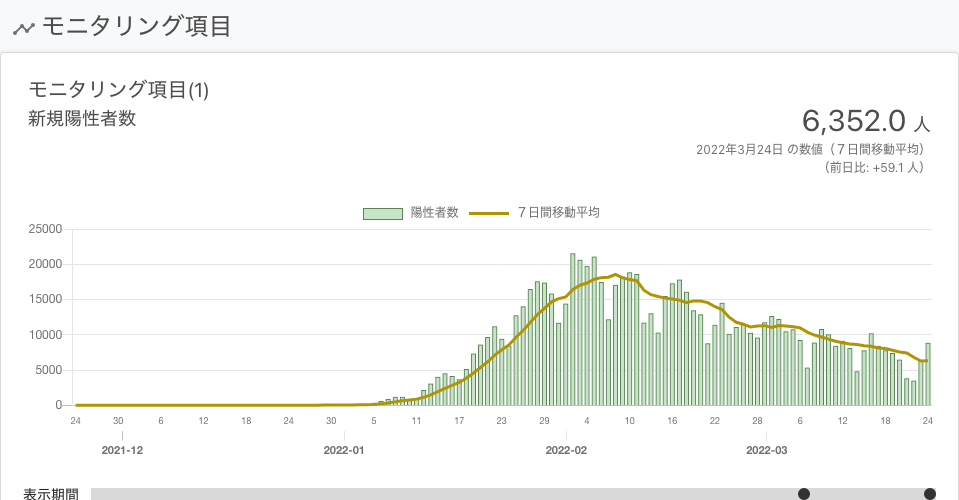 モニタリング項目
モニタリング項目(1)
新規陽性者数
6,352.0 人
2022年3月24日 の数値（７日間移動平均）
（前日比: +59.1 人）
陽性者数 ７日間移動平均
25000
20000
15000
10000
5000
0
24 30 6 12 18 24 30 5 11 17 23 29 4 10 16 22 28 6 12 18 24
2021-12 2022-01 2022-02 2022-03
表示期間